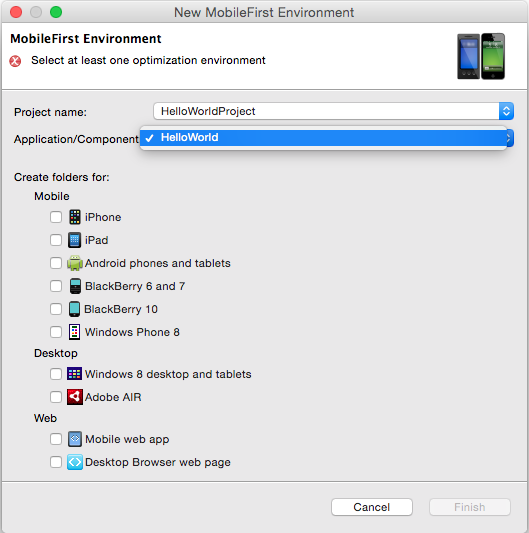 New MobileFirst Environment
MobileFirst Environment
Select at least one optimization environment
Project name: HelloWorldProject
Application/Component HelloWorld
Create folders for:
Mobile
iPhone
iPad
Android phones and tablets
BlackBerry 6 and 7
BlackBerry 10
Windows Phone 8
Desktop
Windows 8 desktop and tablets
Adobe AIR
Web
Mobile web app
Desktop Browser web page
Cancel Finish